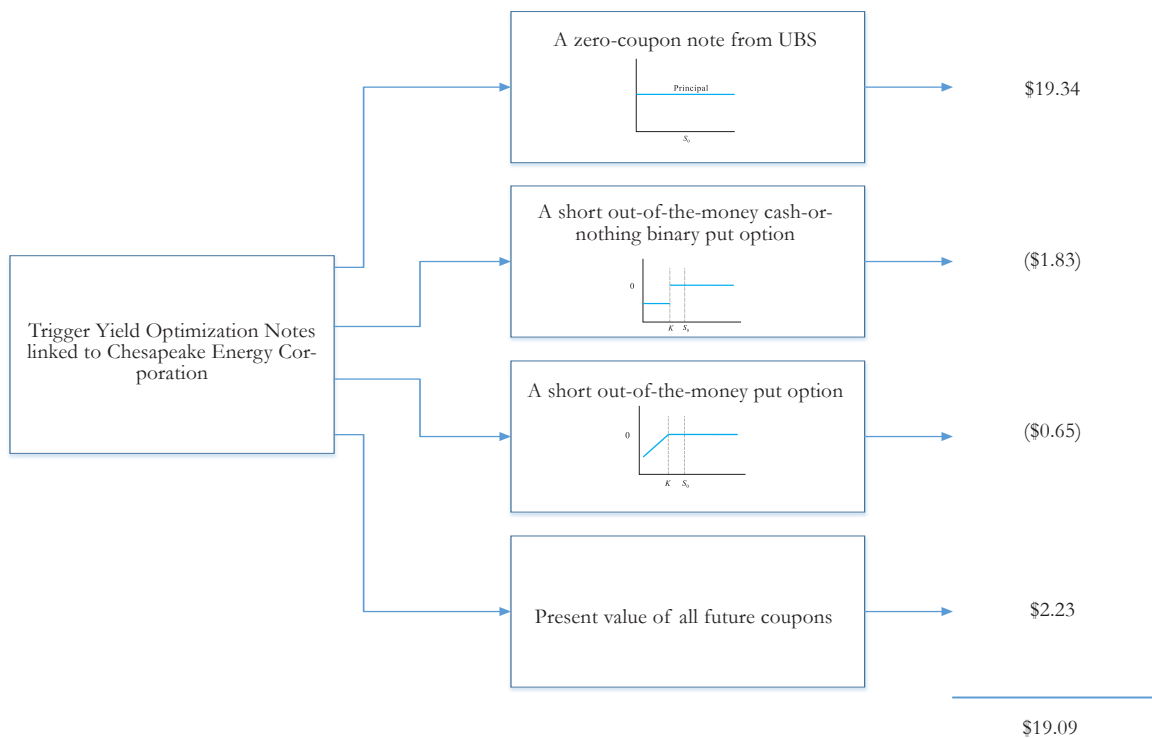 Trigger Yield Optimization Notes
linked to Chesapeake Energy Cor-
poration
A zero-coupon note from UBS
Principal
S₀
$19.34
A short out-of-the-money cash-or-
nothing binary put option
0
K S₀
($1.83)
A short out-of-the-money put option
0
K S₀
($0.65)
Present value of all future coupons
$2.23
$19.09